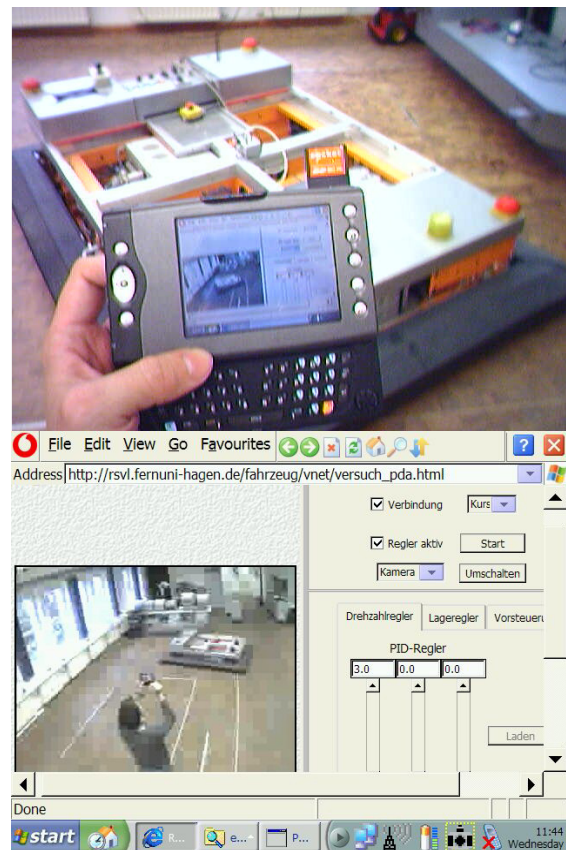 File Edit View Go Favourites
Address http://rsvl.fernuni-hagen.de/fahrzeug/vnet/versuch_pda.html
Verbindung Kurs
Regler aktiv Start
Kamera Umschalten
Drehzahlregler Lageregler Vorsteueru
PID-Regler
3.0 0.0 0.0
Laden
Done
start R... e... P... 11:44
Wednesday